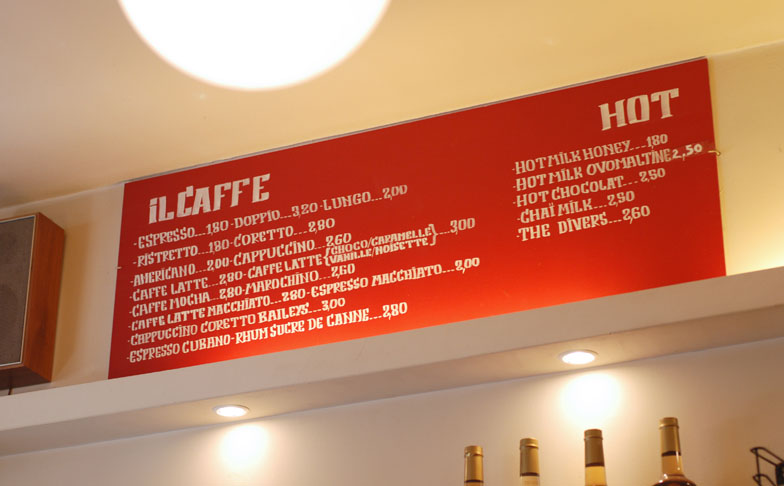 iL CAFFE
-ESPRESSO...1,80-DOPPIO...3,20-LUNGO...2,00
-RISTRETTO...1,80-CORETTO...2,80
-AMERICANO...2,00-CAPPUCCINO...2,60
-CAFFE LATTE...2,80-CAFFE LATTE {CHOCO/CARAMELLE/VANILLE/NOISETTE}...3,00
-CAFFE MOCHA...2,80-MAROCHINO...2,60
-CAFFE LATTE MACCHIATO...2,80-ESPRESSO MACCHIATO...2,00
-CAPPUCCINO CORETTO BAILEYS...3,00
-ESPRESSO CUBANO-RHUM SUCRE DE CANNE...2,80
HOT
-HOT MILK HONEY...1,80
-HOT MILK OVOMALTINE 2,,50
-HOT CHOCOLAT...2,50
-CHAÏ MILK...2,50
-THE DIVERS...2,60